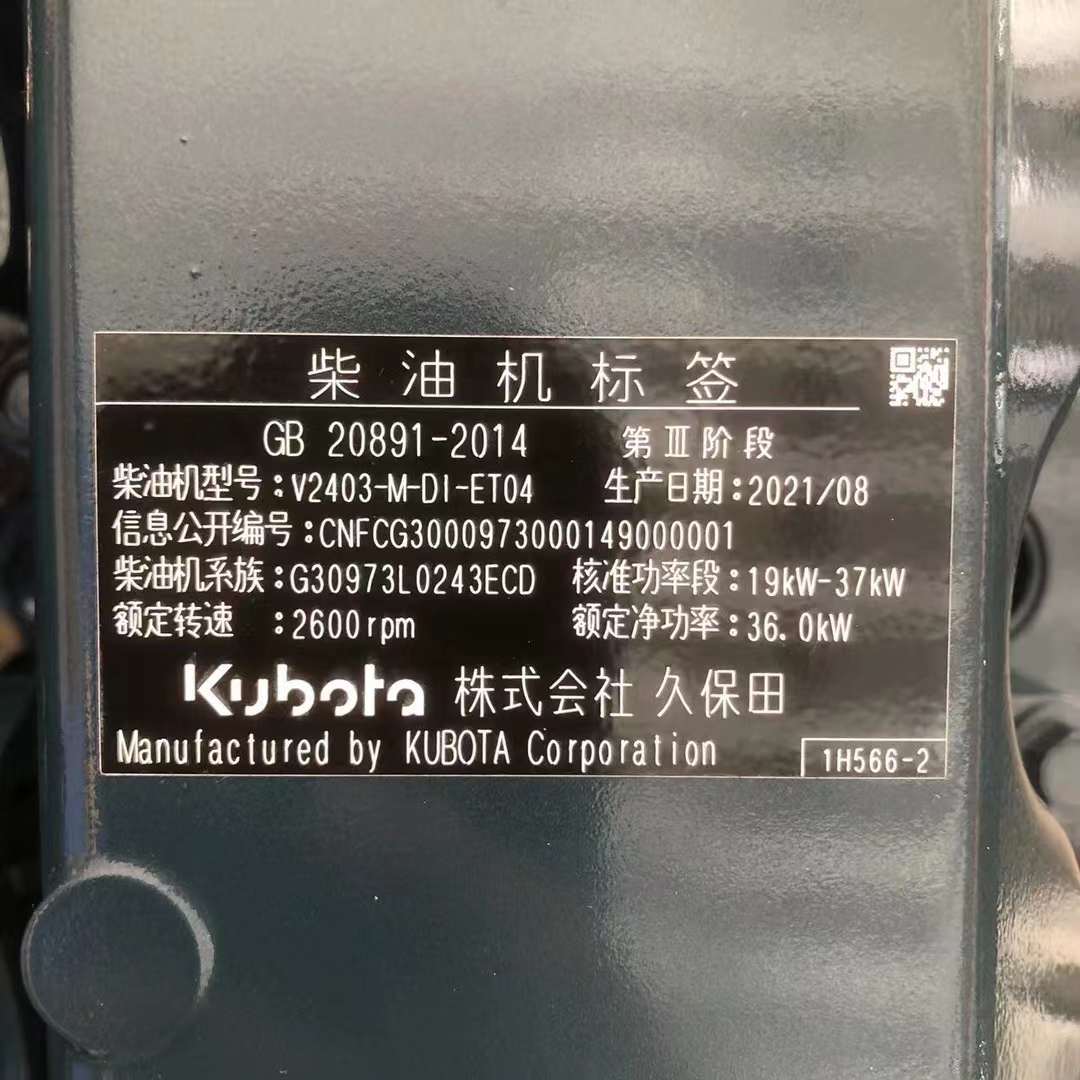 柴油机标签
GB 20891-2014 第Ⅲ阶段
柴油机型号:V2403-M-DI-ET04 生产日期:2021/08
信息公开编号:CNFCG3000973000149000001
柴油机系族:G30973L0243ECD 核准功率段:19kW-37kW
额定转速 :2600rpm 额定净功率:36.0kW
Kubota 株式会社 久保田
Manufactured by KUBOTA Corporation 1H566-2